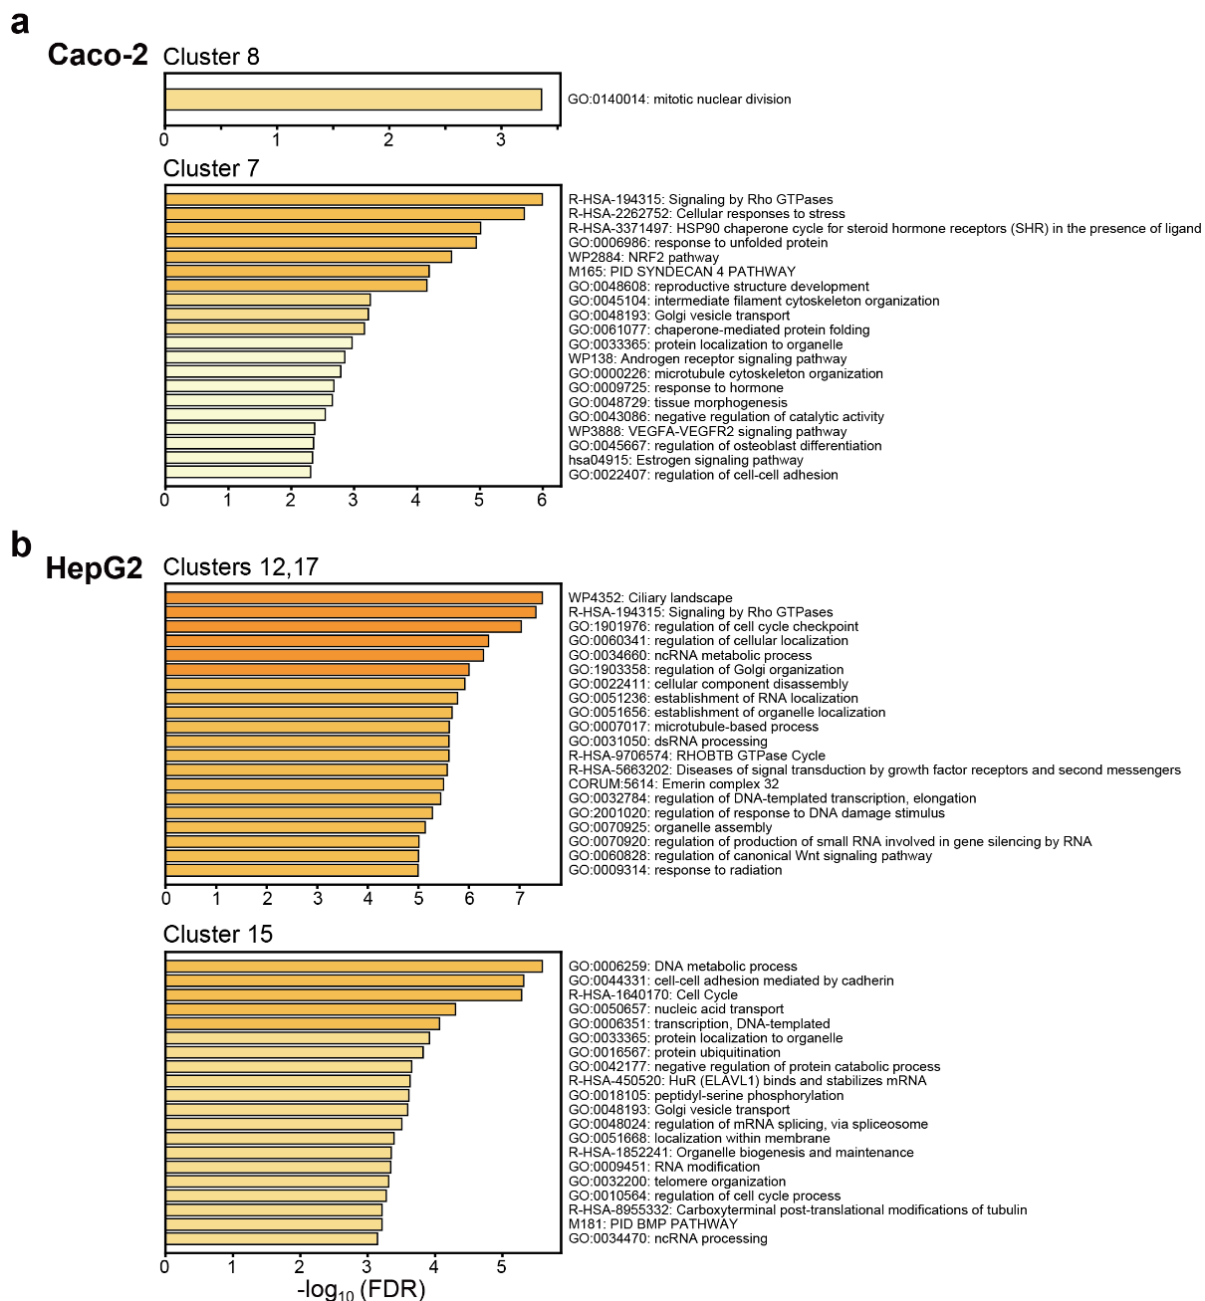 a
Caco-2 Cluster 8
GO:0140014: mitotic nuclear division
0 1 2 3
Cluster 7
R-HSA-194315: Signaling by Rho GTPases
R-HSA-2262752: Cellular responses to stress
R-HSA-3371497: HSP90 chaperone cycle for steroid hormone receptors (SHR) in the presence of ligand
GO:0006986: response to unfolded protein
WP2884: NRF2 pathway
M165: PID SYNDECAN 4 PATHWAY
GO:0048608: reproductive structure development
GO:0045104: intermediate filament cytoskeleton organization
GO:0048193: Golgi vesicle transport
GO:0061077: chaperone-mediated protein folding
GO:0033365: protein localization to organelle
WP138: Androgen receptor signaling pathway
GO:0000226: microtubule cytoskeleton organization
GO:0009725: response to hormone
GO:0048729: tissue morphogenesis
GO:0043086: negative regulation of catalytic activity
WP3888: VEGFA-VEGFR2 signaling pathway
GO:0045667: regulation of osteoblast differentiation
hsa04915: Estrogen signaling pathway
GO:0022407: regulation of cell-cell adhesion
0 1 2 3 4 5 6
b
HepG2 Clusters 12,17
WP4352: Ciliary landscape
R-HSA-194315: Signaling by Rho GTPases
GO:1901976: regulation of cell cycle checkpoint
GO:0060341: regulation of cellular localization
GO:0034660: ncRNA metabolic process
GO:1903358: regulation of Golgi organization
GO:0022411: cellular component disassembly
GO:0051236: establishment of RNA localization
GO:0051656: establishment of organelle localization
GO:0007017: microtubule-based process
GO:0031050: dsRNA processing
R-HSA-9706574: RHOBTB GTPase Cycle
R-HSA-5663202: Diseases of signal transduction by growth factor receptors and second messengers
CORUM:5614: Emerin complex 32
GO:0032784: regulation of DNA-templated transcription, elongation
GO:2001020: regulation of response to DNA damage stimulus
GO:0070925: organelle assembly
GO:0070920: regulation of production of small RNA involved in gene silencing by RNA
GO:0060828: regulation of canonical Wnt signaling pathway
GO:0009314: response to radiation
0 1 2 3 4 5 6 7
Cluster 15
GO:0006259: DNA metabolic process
GO:0044331: cell-cell adhesion mediated by cadherin
R-HSA-1640170: Cell Cycle
GO:0050657: nucleic acid transport
GO:0006351: transcription, DNA-templated
GO:0033365: protein localization to organelle
GO:0016567: protein ubiquitination
GO:0042177: negative regulation of protein catabolic process
R-HSA-450520: HuR (ELAVL1) binds and stabilizes mRNA
GO:0018105: peptidyl-serine phosphorylation
GO:0048193: Golgi vesicle transport
GO:0048024: regulation of mRNA splicing, via spliceosome
GO:0051668: localization within membrane
R-HSA-1852241: Organelle biogenesis and maintenance
GO:0009451: RNA modification
GO:0032200: telomere organization
GO:0010564: regulation of cell cycle process
R-HSA-8955332: Carboxyterminal post-translational modifications of tubulin
M181: PID BMP PATHWAY
GO:0034470: ncRNA processing
0 1 2 3 4 5
-log10 (FDR)